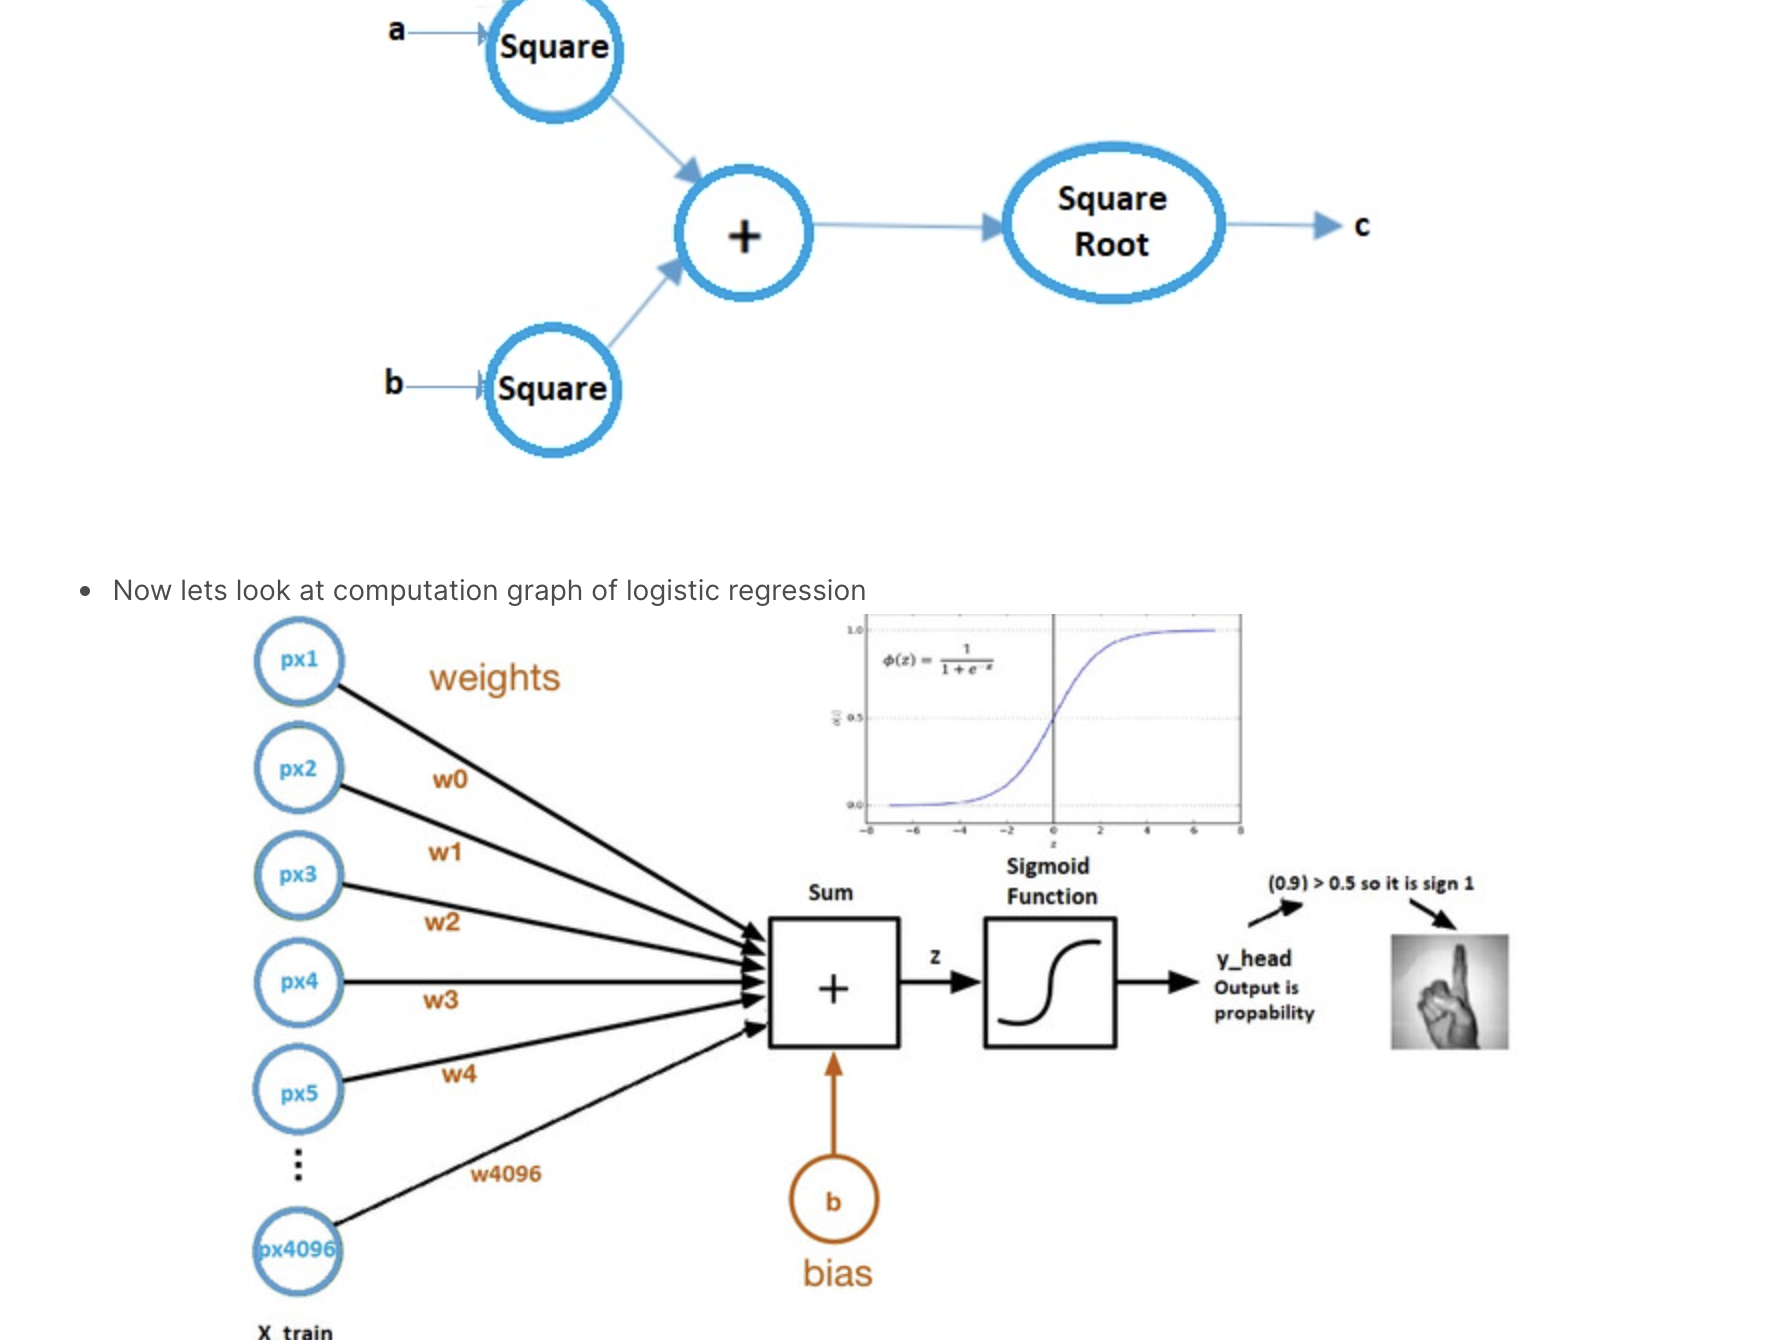 a
Square
+
Square
Root
c
b
Square
• Now lets look at computation graph of logistic regression
px1
px2
px3
px4
px5
⋮
px4096
X_train
weights
w0
w1
w2
w3
w4
w4096
1.0
0.5
0.0
ϕ(z) = 1 / (1 + e^-z)
ϕ(z)
−8 −6 −4 −2 0 2 4 6 8
z
Sum
+
z
Sigmoid
Function
b
bias
(0.9) > 0.5 so it is sign 1
y_head
Output is
propability